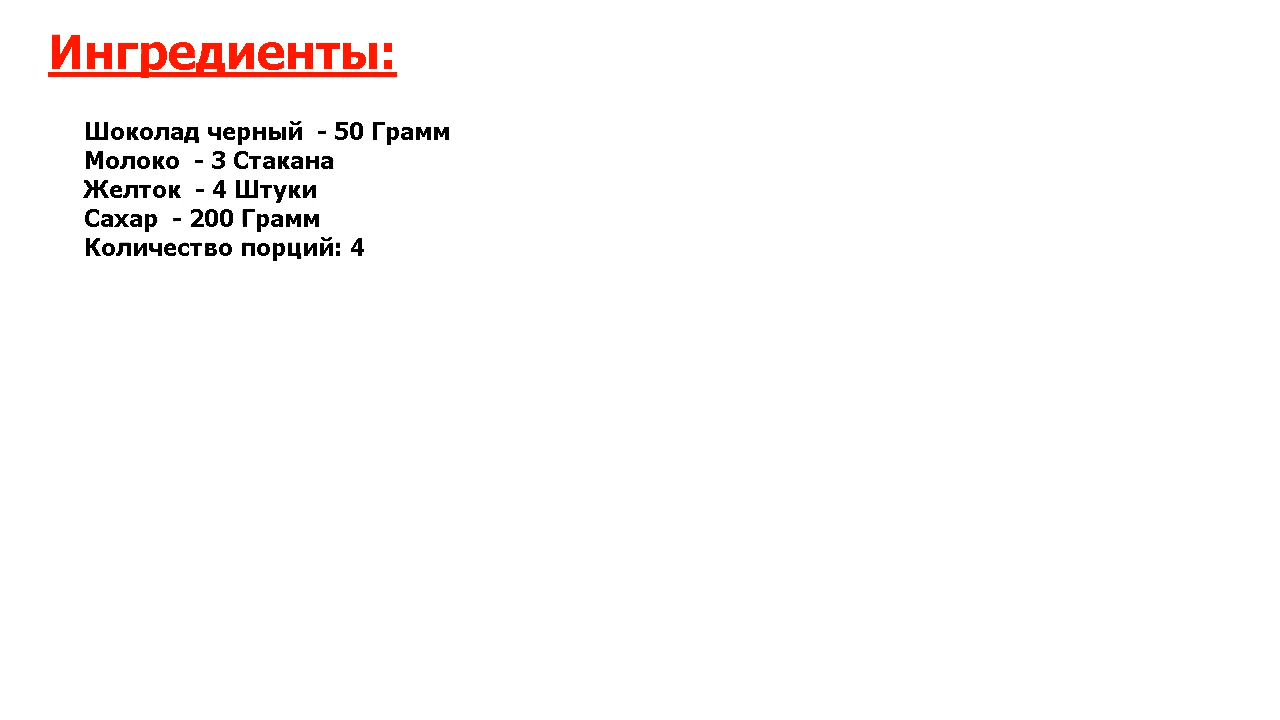 Ингредиенты:
Шоколад черный  - 50 Грамм
Молоко  - 3 Стакана
Желток  - 4 Штуки
Сахар  - 200 Грамм
Количество порций: 4